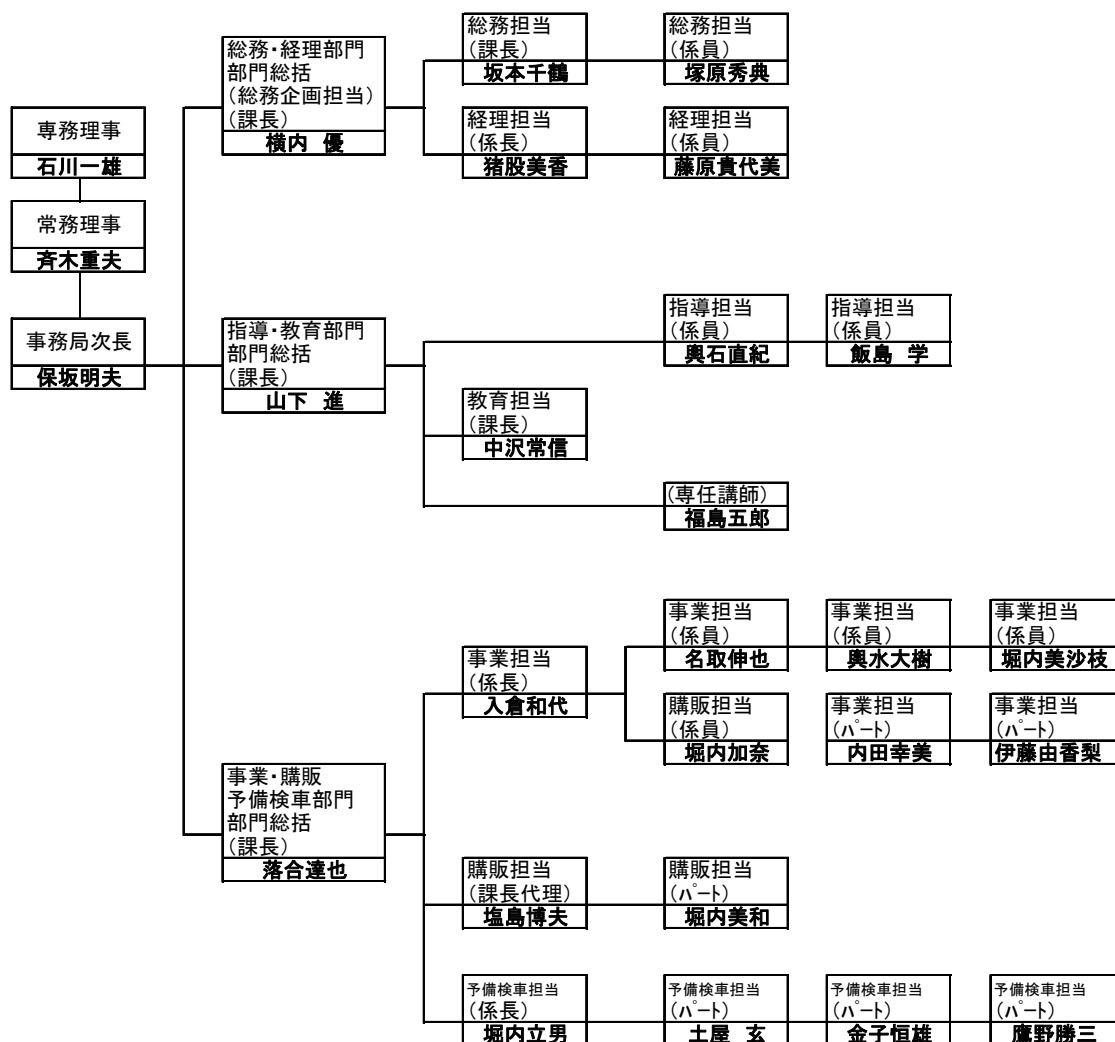 専務理事
石川一雄
常務理事
斉木重夫
事務局次長
保坂明夫
総務・経理部門
部門総括
(総務企画担当)
(課長)
横内 優
総務担当
(課長)
坂本千鶴
総務担当
(係員)
塚原秀典
経理担当
(係長)
猪股美香
経理担当
(係員)
藤原貴代美
指導・教育部門
部門総括
(課長)
山下 進
指導担当
(係員)
輿石直紀
指導担当
(係員)
飯島 学
教育担当
(課長)
中沢常信
(専任講師)
福島五郎
事業・購販
予備検車部門
部門総括
(課長)
落合達也
事業担当
(係長)
入倉和代
事業担当
(係員)
名取伸也
事業担当
(係員)
輿水大樹
事業担当
(係員)
堀内美沙枝
購販担当
(係員)
堀内加奈
事業担当
(パート)
内田幸美
事業担当
(パート)
伊藤由香梨
購販担当
(課長代理)
塩島博夫
購販担当
(パート)
堀内美和
予備検車担当
(係長)
堀内立男
予備検車担当
(パート)
土屋 玄
予備検車担当
(パート)
金子恒雄
予備検車担当
(パート)
鷹野勝三